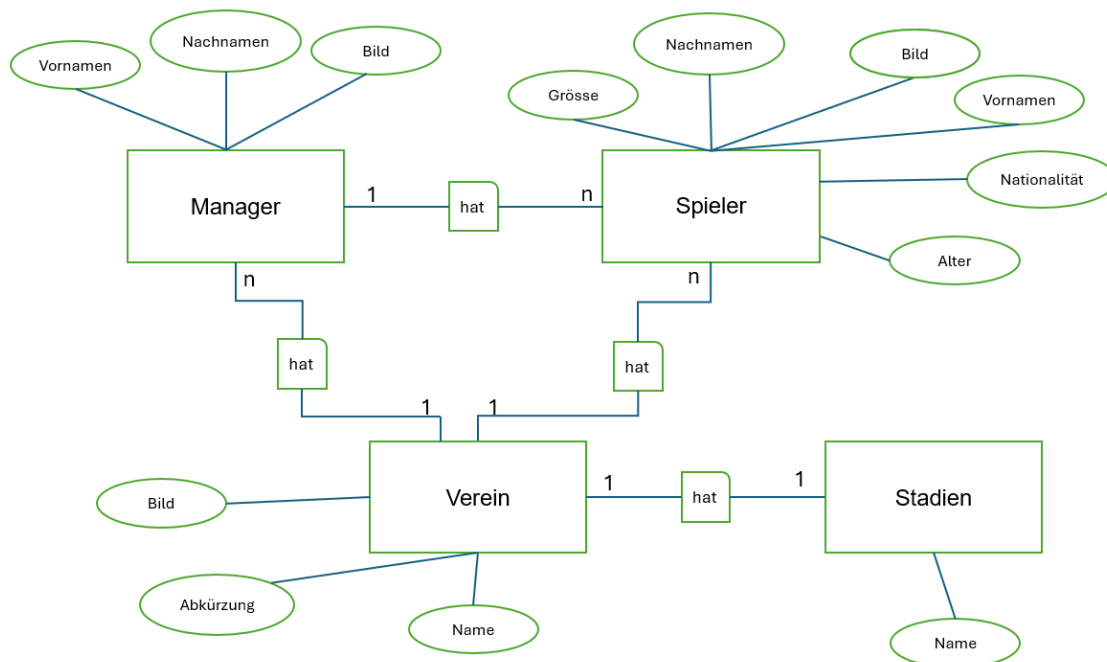 Nachnamen
Bild
Vornamen
Nachnamen
Bild
Grösse
Vornamen
Nationalität
Manager
1
hat
n
Spieler
Alter
n
n
hat
hat
1
1
Bild
Verein
1
hat
1
Stadien
Abkürzung
Name
Name